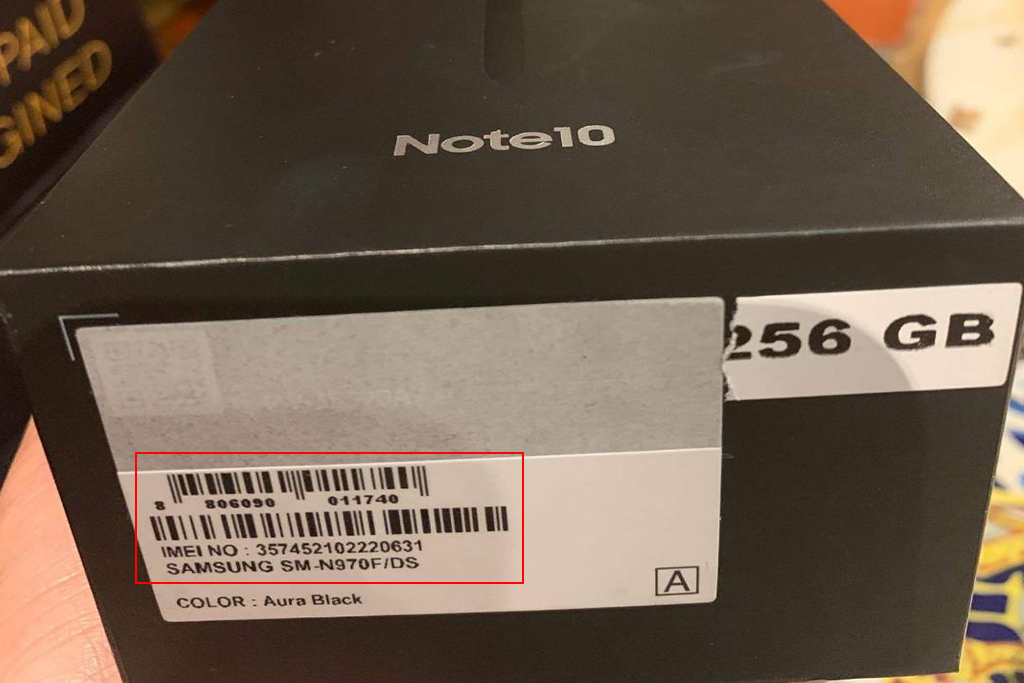 PAID
GINED
Note10
256 GB
8 806090 011740
IMEI NO : 357452102220631
SAMSUNG SM-N970F/DS
COLOR : Aura Black
A